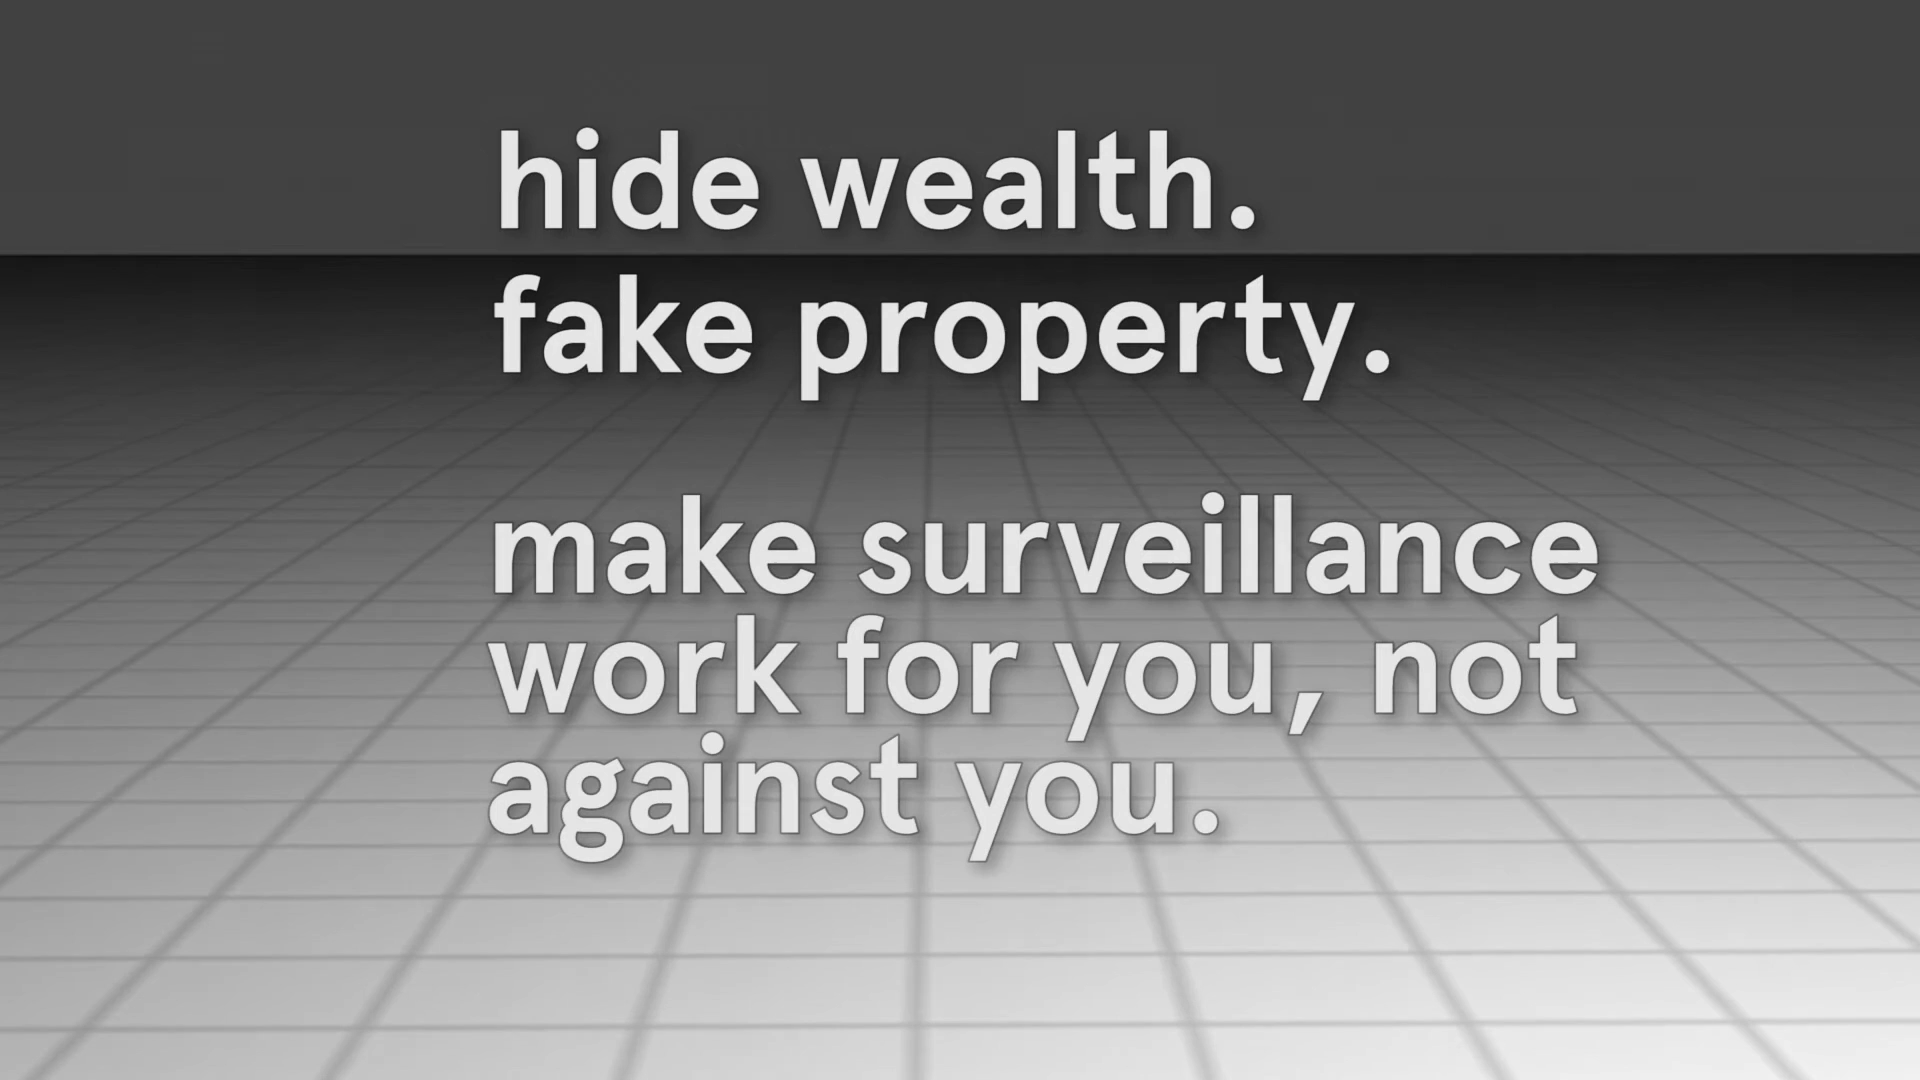 hide wealth.
fake property.
make surveillance
work for you, not
against you.